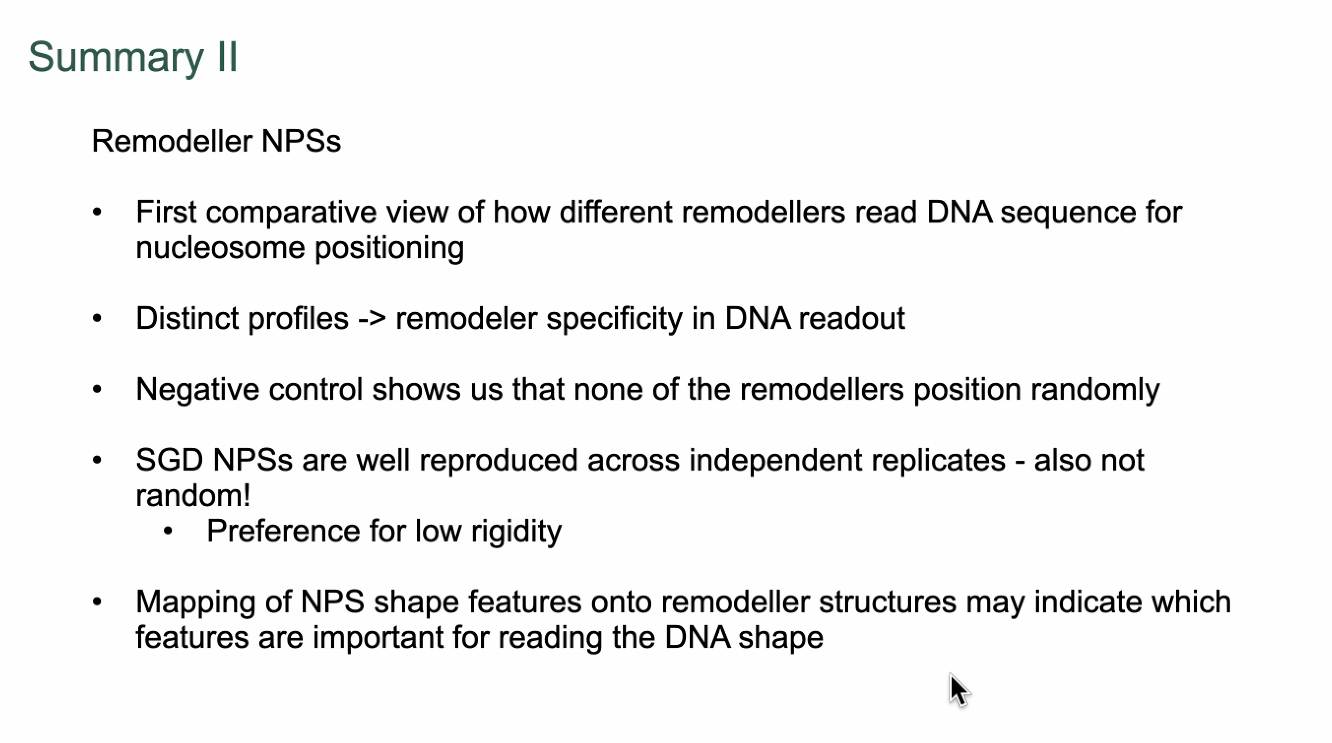 Summary II
Remodeller NPSs
• First comparative view of how different remodellers read DNA sequence for
nucleosome positioning
• Distinct profiles -> remodeler specificity in DNA readout
• Negative control shows us that none of the remodellers position randomly
• SGD NPSs are well reproduced across independent replicates - also not
random!
• Preference for low rigidity
• Mapping of NPS shape features onto remodeller structures may indicate which
features are important for reading the DNA shape